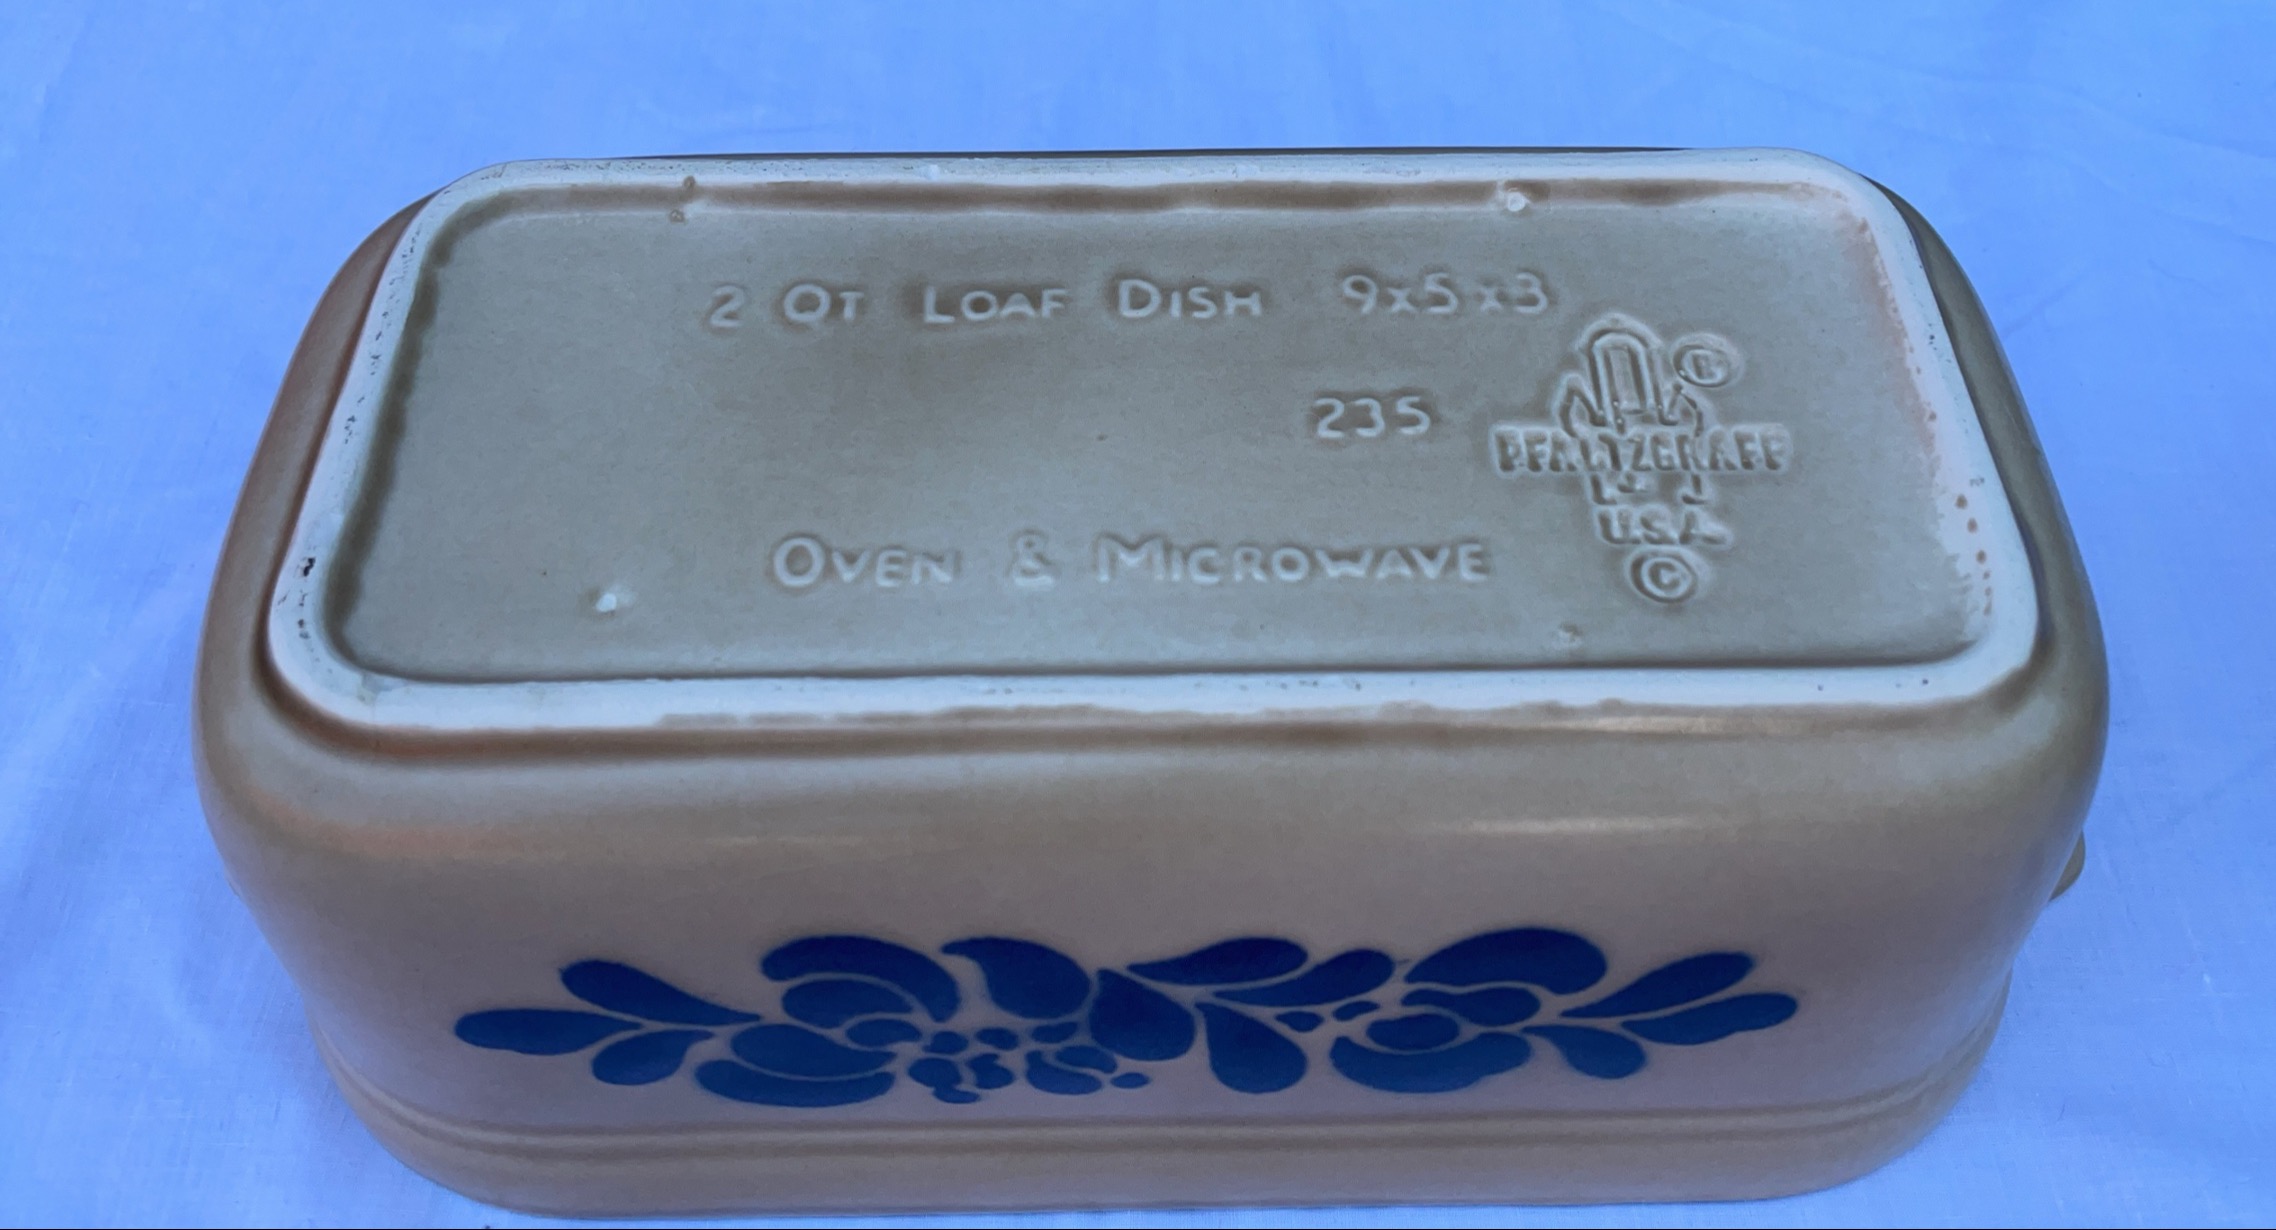 2 QT LOAF DISH 9x5x3
®
235
PFALTZGRAFF
U.S.A.
OVEN & MICROWAVE
©